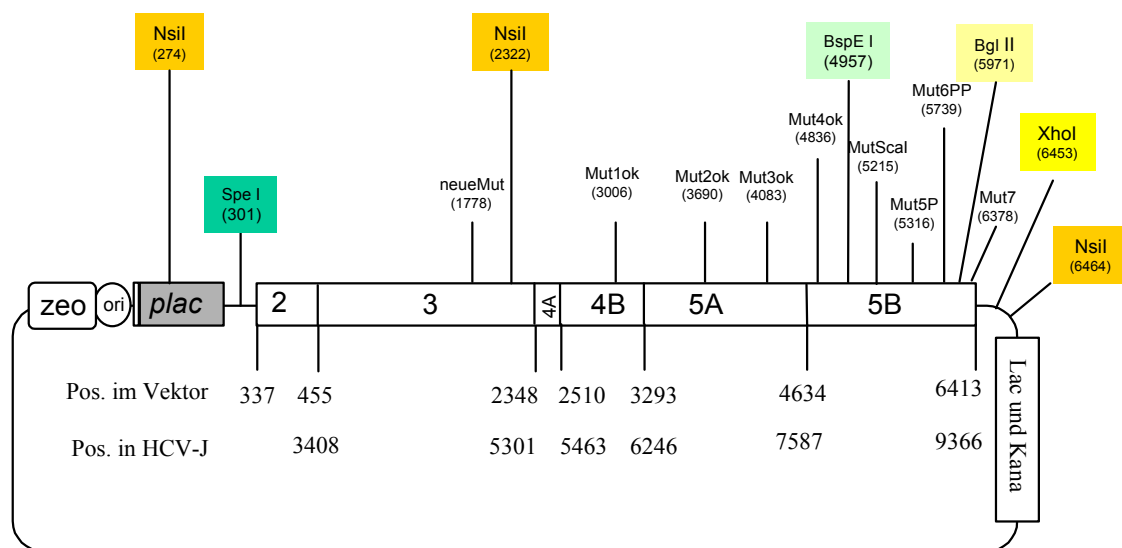 NsiI
(274)
NsiI
(2322)
BspE I
(4957)
Bgl II
(5971)
Mut6PP
(5739)
Mut4ok
(4836)
XhoI
(6453)
MutScaI
(5215)
Spe I
(301)
neueMut
(1778)
Mut1ok
(3006)
Mut2ok
(3690)
Mut3ok
(4083)
Mut5P
(5316)
Mut7
(6378)
NsiI
(6464)
zeo ori plac 2 3 4A 4B 5A 5B
Lac und Kana
Pos. im Vektor 337 455 2348 2510 3293 4634 6413
Pos. in HCV-J 3408 5301 5463 6246 7587 9366